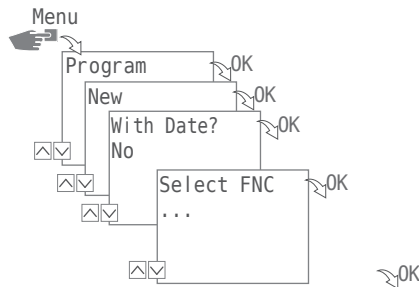 Menu
Program
OK
New
OK
With Date?
OK
No
Select FNC
OK
...
OK